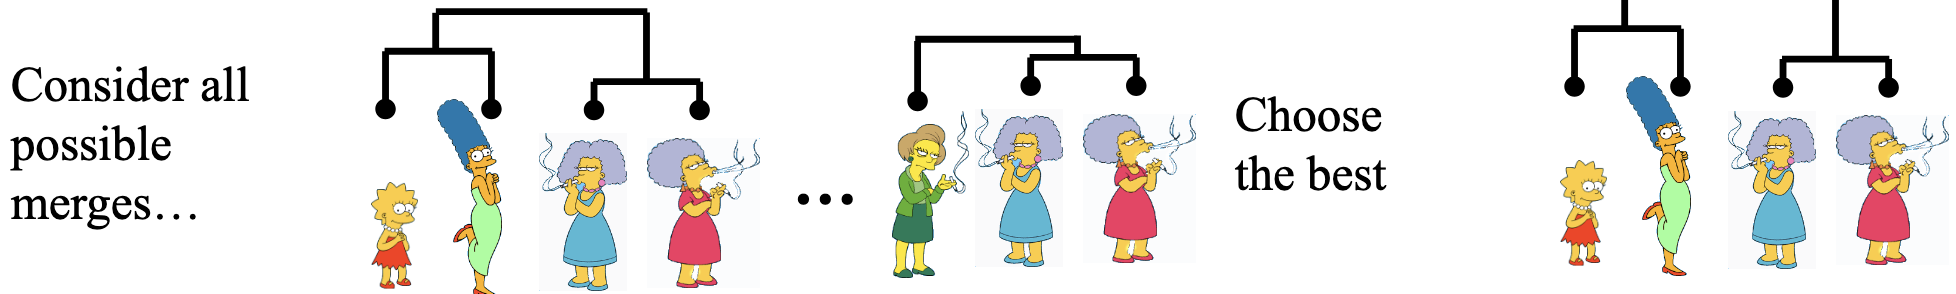 Consider all
possible
merges…
…
Choose
the best